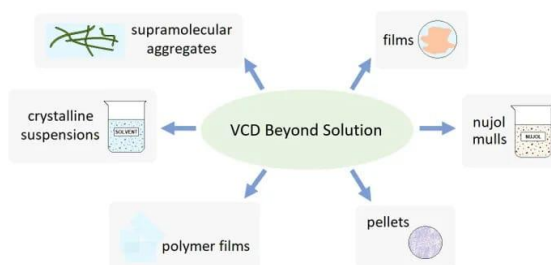 supramolecular
aggregates
films
crystalline
suspensions
SOLVENT
VCD Beyond Solution
nujol
mulls
NUJOL
polymer films
pellets